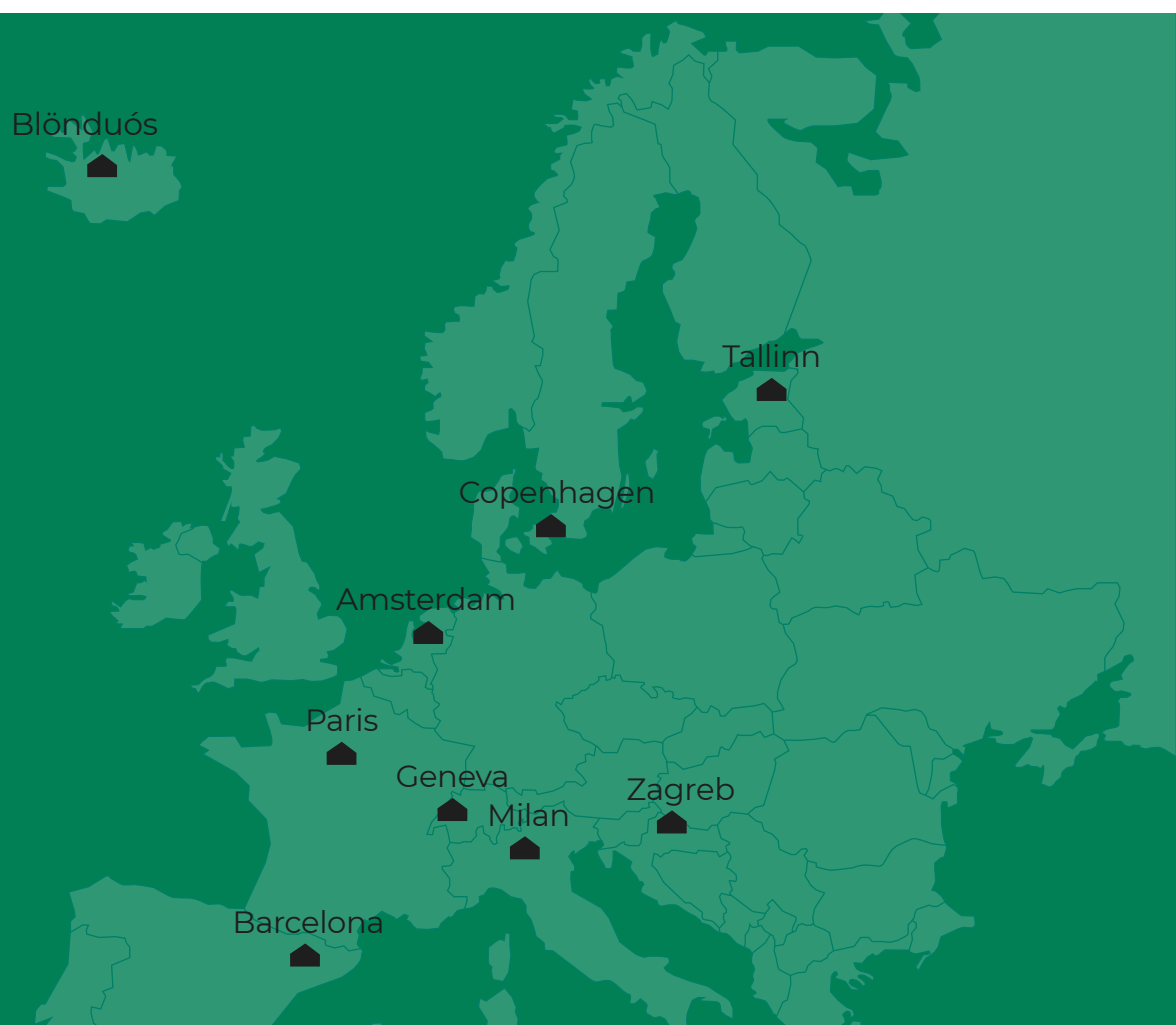 Blönduós
Tallinn
Copenhagen
Amsterdam
Paris
Geneva
Zagreb
Milan
Barcelona